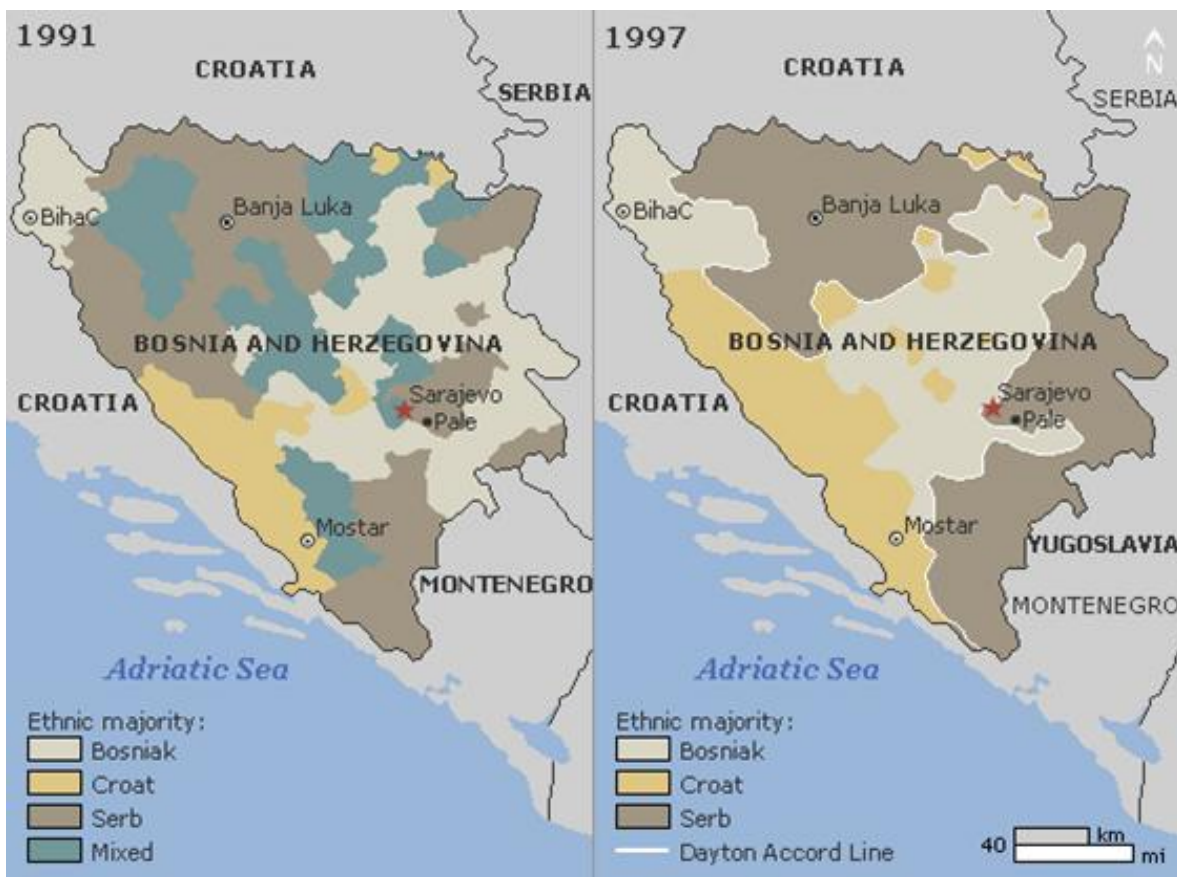 1991
CROATIA
SERBIA
BihaC
Banja Luka
BOSNIA AND HERZEGOVINA
CROATIA
Sarajevo
Pale
Mostar
MONTENEGRO
Adriatic Sea
Ethnic majority:
Bosniak
Croat
Serb
Mixed
1997
N
CROATIA
SERBIA
BihaC
Banja Luka
BOSNIA AND HERZEGOVINA
CROATIA
Sarajevo
Pale
Mostar
YUGOSLAVIA
MONTENEGRO
Adriatic Sea
Ethnic majority:
Bosniak
Croat
Serb
Dayton Accord Line
40 km
mi